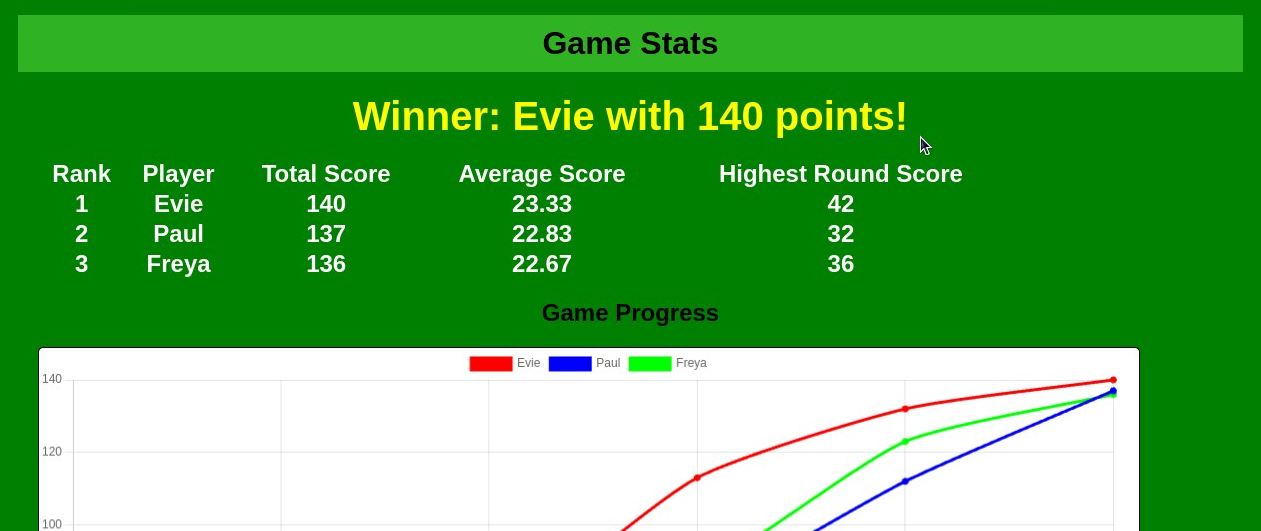 Game Stats
Winner: Evie with 140 points!
Rank Player Total Score Average Score Highest Round Score
1 Evie 140 23.33 42
2 Paul 137 22.83 32
3 Freya 136 22.67 36
Game Progress
Evie Paul Freya
140
120
100